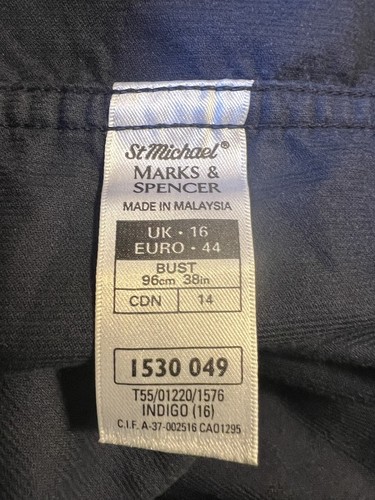 St Michael®
MARKS &
SPENCER
MADE IN MALAYSIA
UK • 16
EURO • 44
BUST
96cm 38in
CDN 14
1530 049
T55/01220/1576
INDIGO (16)
C.I.F. A-37-002516 CA01295